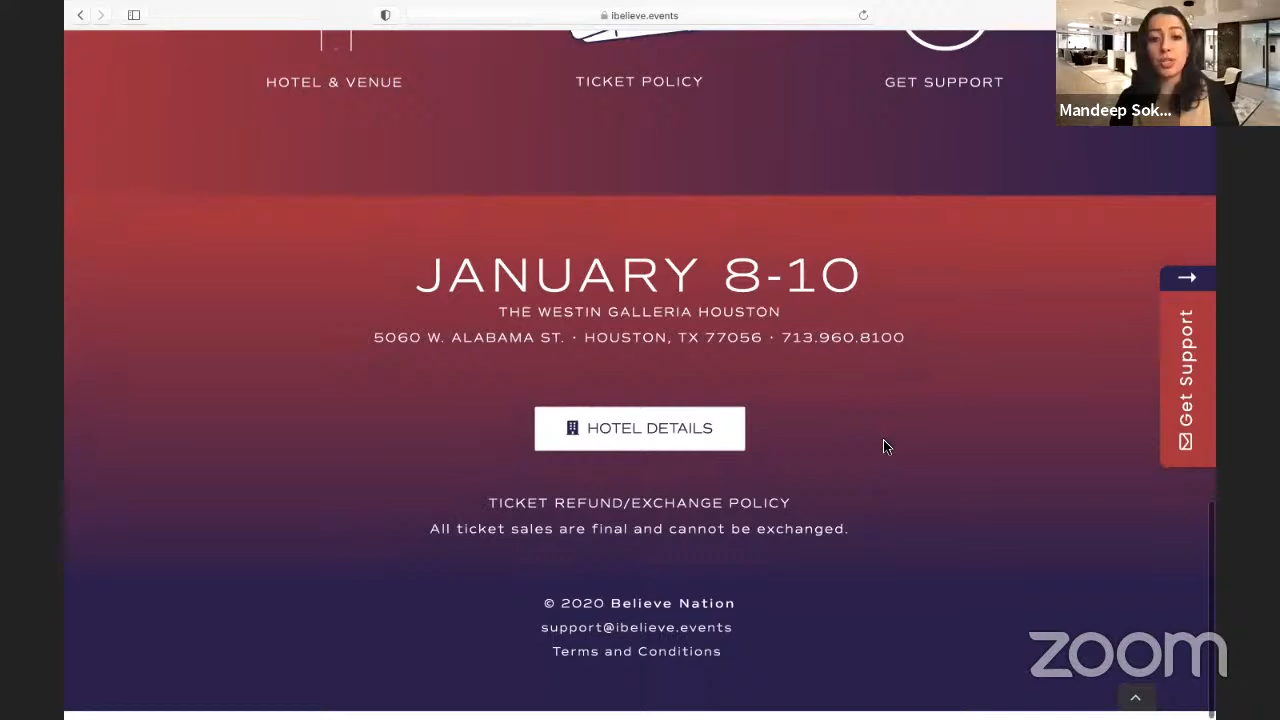 ibelieve.events
Mandeep Sok...
HOTEL & VENUE
TICKET POLICY
GET SUPPORT
JANUARY 8-10
THE WESTIN GALLERIA HOUSTON
5060 W. ALABAMA ST. · HOUSTON, TX 77056 · 713.960.8100
Get Support
HOTEL DETAILS
TICKET REFUND/EXCHANGE POLICY
All ticket sales are final and cannot be exchanged.
© 2020 Believe Nation
support@ibelieve.events
Terms and Conditions
zoom